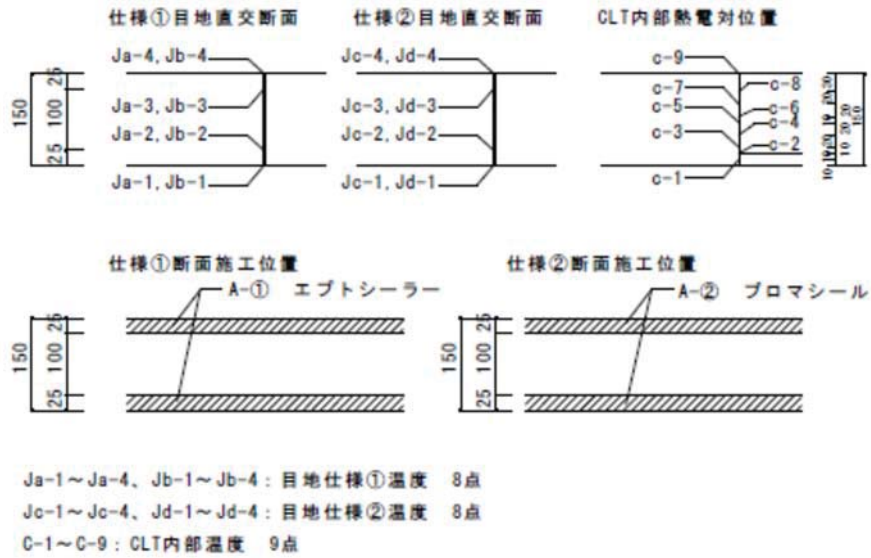 仕様①目地直交断面
仕様②目地直交断面
CLT内部熱電対位置
Ja-4, Jb-4
Ja-3, Jb-3
Ja-2, Jb-2
Ja-1, Jb-1
150
25
100
25
Jc-4, Jd-4
Jc-3, Jd-3
Jc-2, Jd-2
Jc-1, Jd-1
c-9
c-7
c-5
c-3
c-1
c-8
c-6
c-4
c-2
150
仕様①断面施工位置
A-① エプトシーラー
150
25
100
25
仕様②断面施工位置
A-② プロマシール
150
25
100
25
Ja-1～Ja-4、Jb-1～Jb-4：目地仕様①温度 8点
Jc-1～Jc-4、Jd-1～Jd-4：目地仕様②温度 8点
C-1～C-9：CLT内部温度 9点